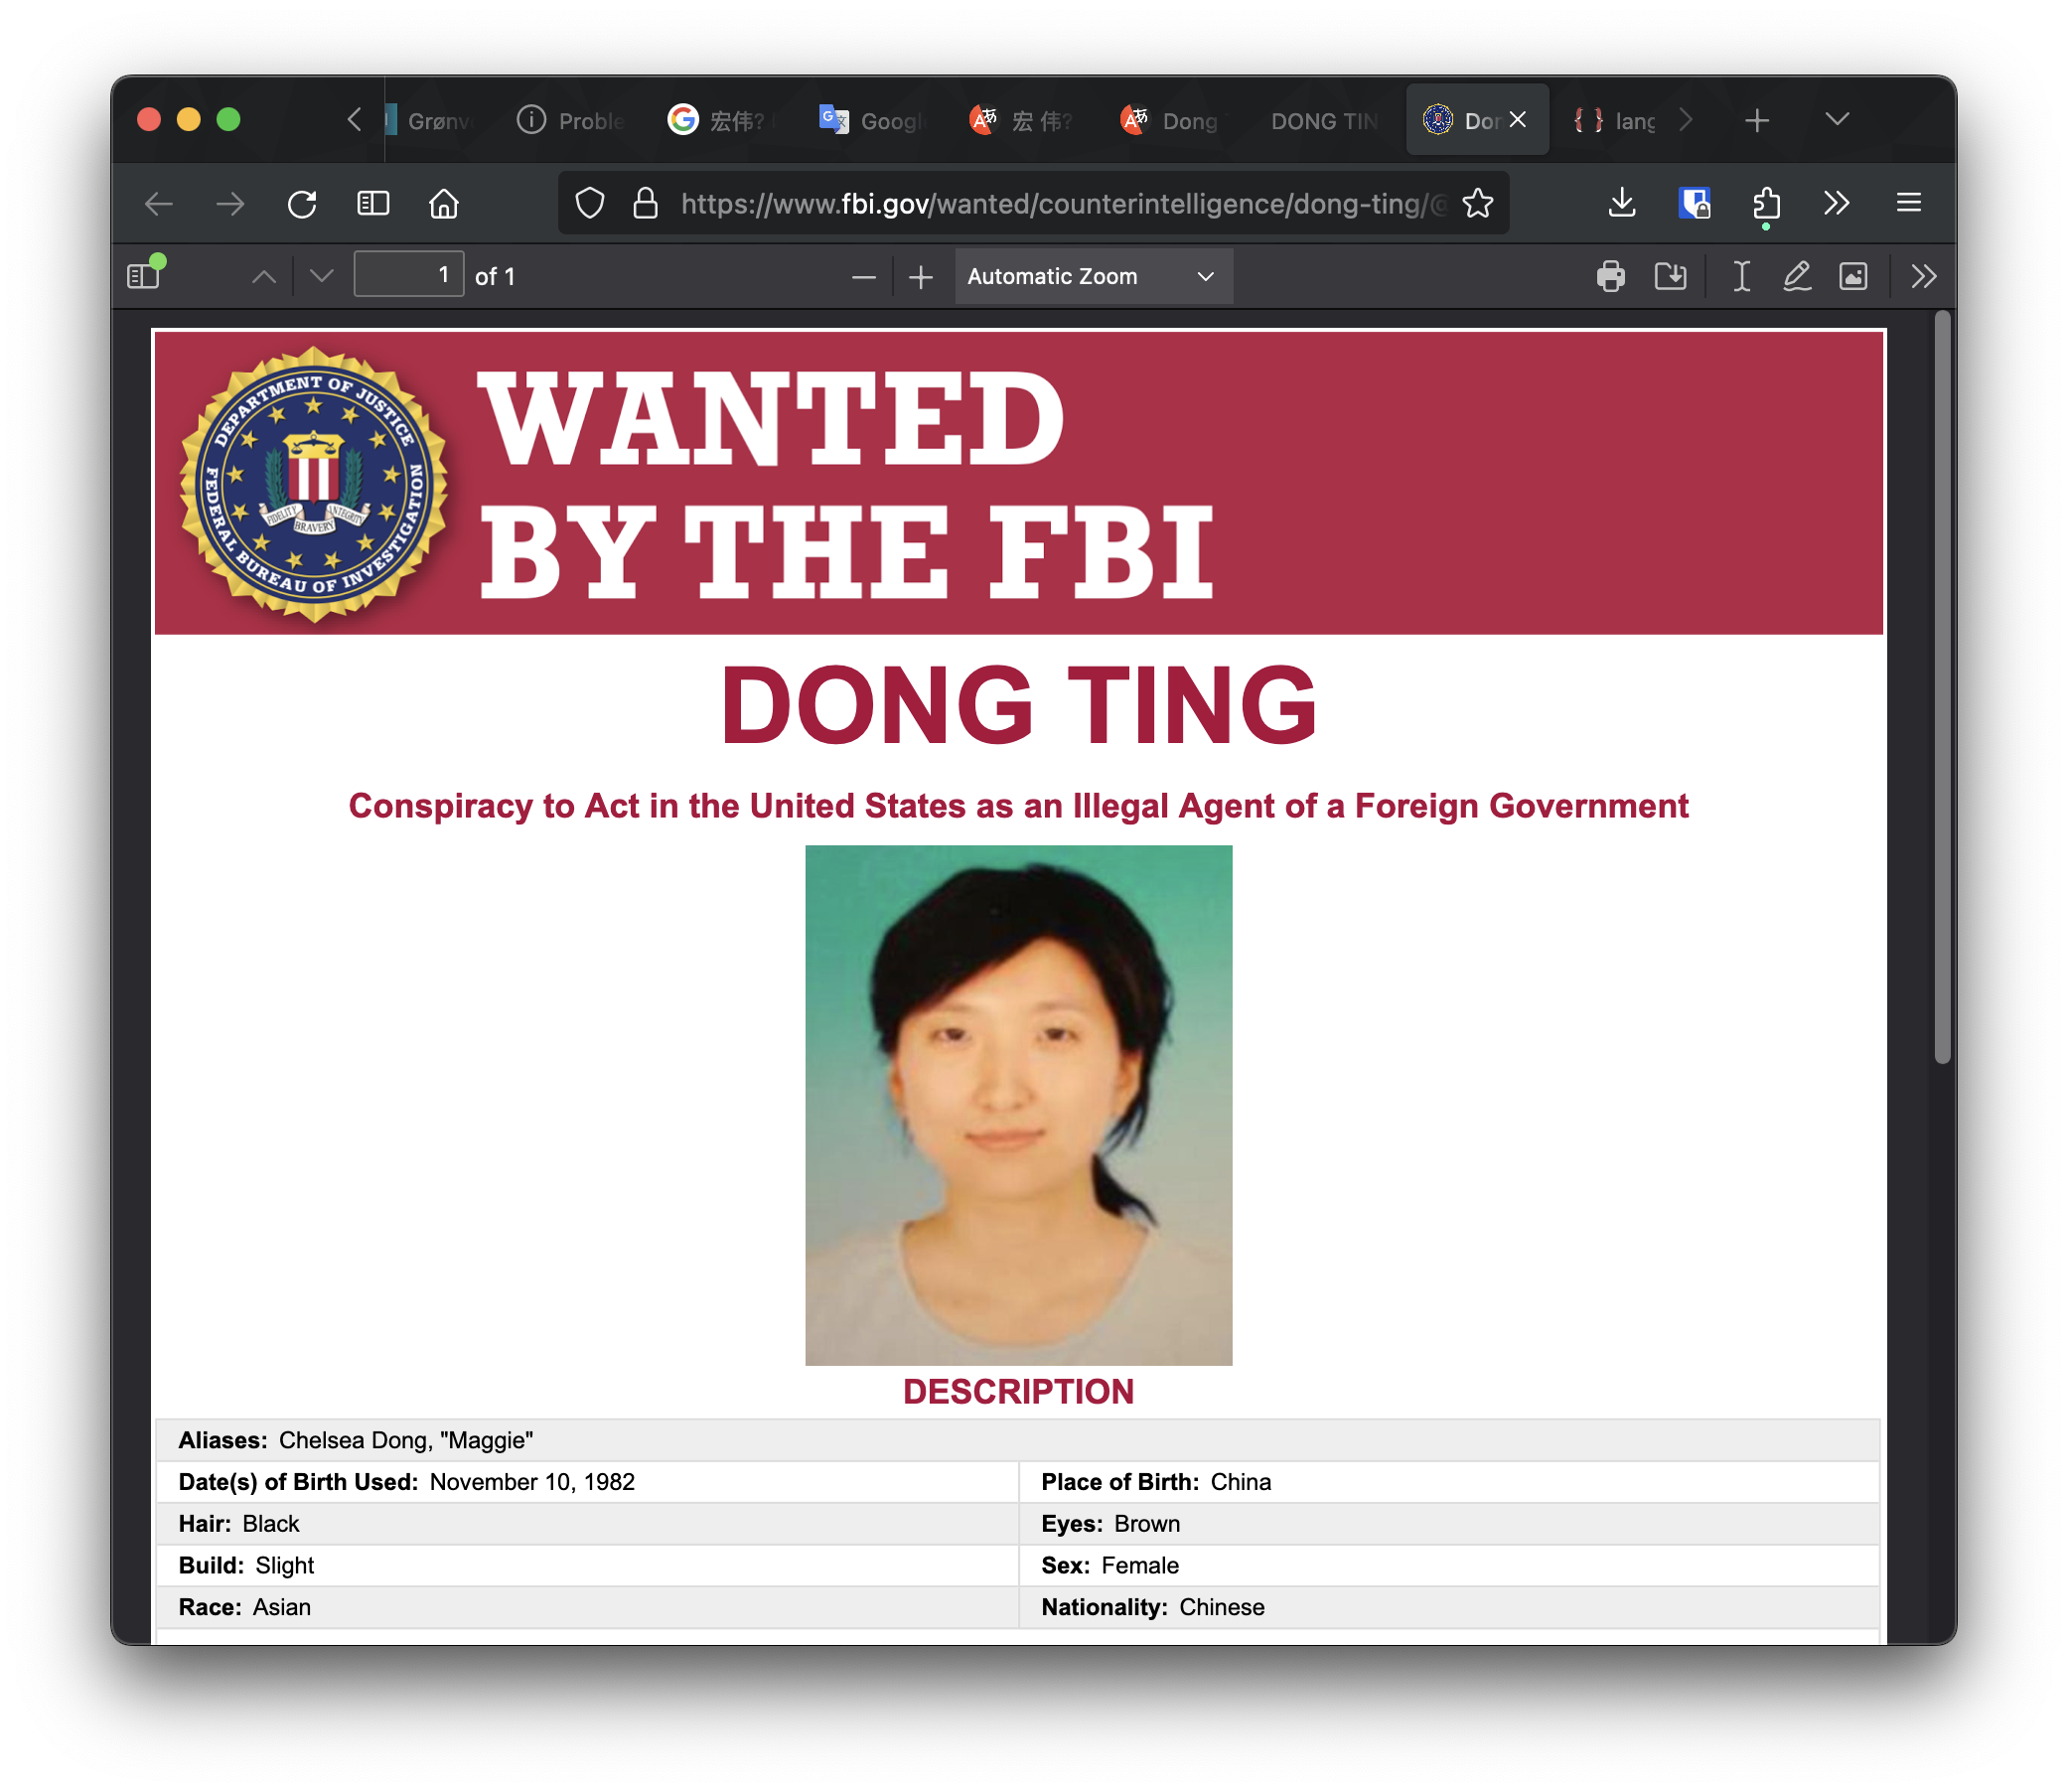 Grønv
Proble
宏伟?
Googl
宏 伟?
Dong
DONG TIN
Don
lang
https://www.fbi.gov/wanted/counterintelligence/dong-ting/@
1 of 1
Automatic Zoom
DEPARTMENT OF JUSTICE
FEDERAL BUREAU OF INVESTIGATION
FIDELITY BRAVERY INTEGRITY
WANTED
BY THE FBI
DONG TING
Conspiracy to Act in the United States as an Illegal Agent of a Foreign Government
DESCRIPTION
Aliases: Chelsea Dong, "Maggie"
Date(s) of Birth Used: November 10, 1982 Place of Birth: China
Hair: Black Eyes: Brown
Build: Slight Sex: Female
Race: Asian Nationality: Chinese